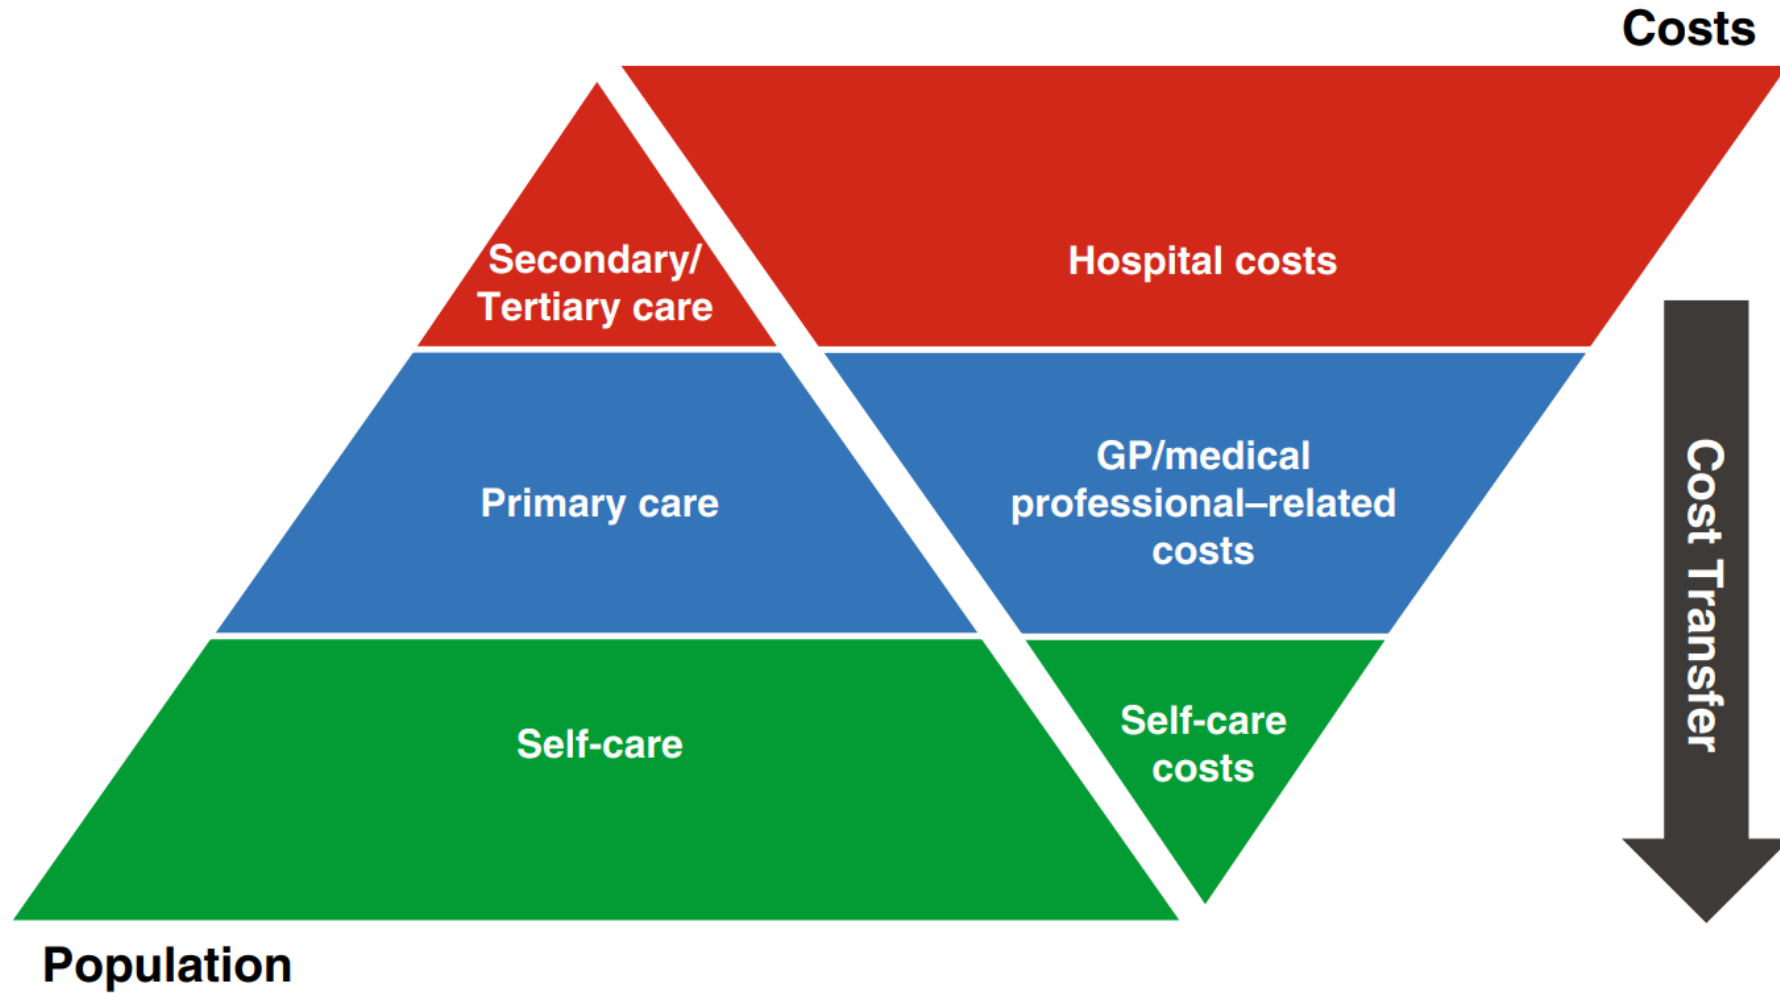 Costs
Secondary/
Tertiary care
Hospital costs
Primary care
GP/medical
professional–related
costs
Self-care
Self-care
costs
Cost Transfer
Population